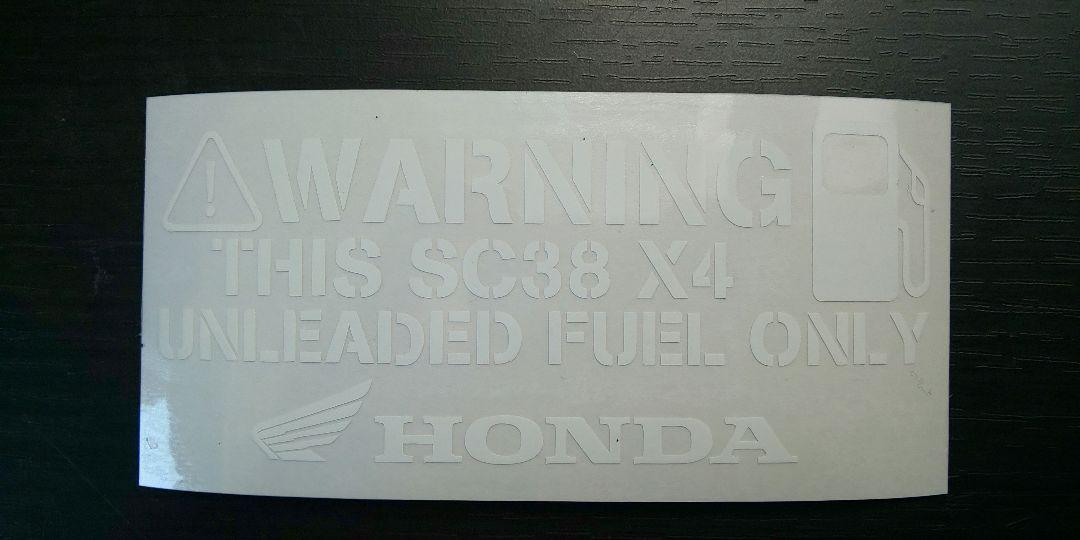 WARNING
THIS SC38 X4
UNLEADED FUEL ONLY
HONDA